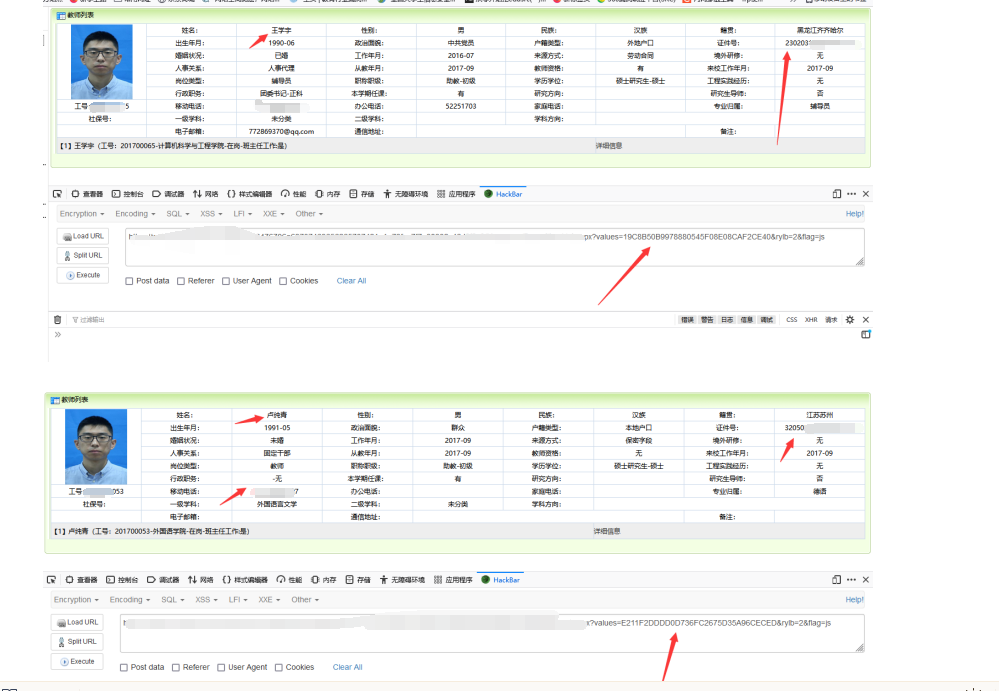 教师列表
姓名: 王学宇 性别: 男 民族: 汉族 籍贯: 黑龙江齐齐哈尔
出生年月: 1990-06 政治面貌: 中共党员 户籍类型: 外地户口 证件号: 230203
婚姻状况: 已婚 工作年月: 2016-07 来源方式: 劳动合同 境外研修: 无
人事关系: 人事代理 从教年月: 2017-09 教师资格: 有 来校工作年月: 2017-09
岗位类型: 辅导员 职称职级: 助教-初级 学历学位: 硕士研究生-硕士 工程实践经历: 无
行政职务: 团委书记-正科 本学期任课: 有 研究方向: 研究生导师: 否
工号: 5 移动电话: 办公电话: 52251703 家庭电话: 专业归属: 辅导员
社保号: 一级学科: 未分类 二级学科: 学科方向:
电子邮箱: 772869370@qq.com 通信地址: 备注:
【1】王学宇（工号：201700065-计算机科学与工程学院-在岗-班主任工作:是） 详细信息
查看器 控制台 调试器 网络 {} 样式编辑器 性能 内存 存储 无障碍环境 应用程序 HackBar
Encryption Encoding SQL XSS LFI XXE Other Help!
Load URL
px?values=19C8B50B9978880545F08E08CAF2CE40&rylb=2&flag=js
Split URL
Execute
Post data Referer User Agent Cookies Clear All
过滤输出 错误 警告 日志 信息 调试 CSS XHR 请求
教师列表
姓名: 卢纯青 性别: 男 民族: 汉族 籍贯: 江苏苏州
出生年月: 1991-05 政治面貌: 群众 户籍类型: 本地户口 证件号: 32050
婚姻状况: 未婚 工作年月: 2017-09 来源方式: 保密字段 境外研修: 无
人事关系: 固定干部 从教年月: 2017-09 教师资格: 无 来校工作年月: 2017-09
岗位类型: 教师 职称职级: 助教-初级 学历学位: 硕士研究生-硕士 工程实践经历: 无
行政职务: -无 本学期任课: 有 研究方向: 研究生导师: 否
工号: 053 移动电话: 7 办公电话: 家庭电话: 专业归属: 德语
社保号: 一级学科: 外国语言文学 二级学科: 未分类 学科方向:
电子邮箱: 通信地址: 备注:
【1】卢纯青（工号：201700053-外国语学院-在岗-班主任工作:是） 详细信息
查看器 控制台 调试器 网络 {} 样式编辑器 性能 内存 存储 无障碍环境 应用程序 HackBar
Encryption Encoding SQL XSS LFI XXE Other Help!
Load URL
x?values=E211F2DDDD0D736FC2675D35A96CECED&rylb=2&flag=js
Split URL
Execute
Post data Referer User Agent Cookies Clear All